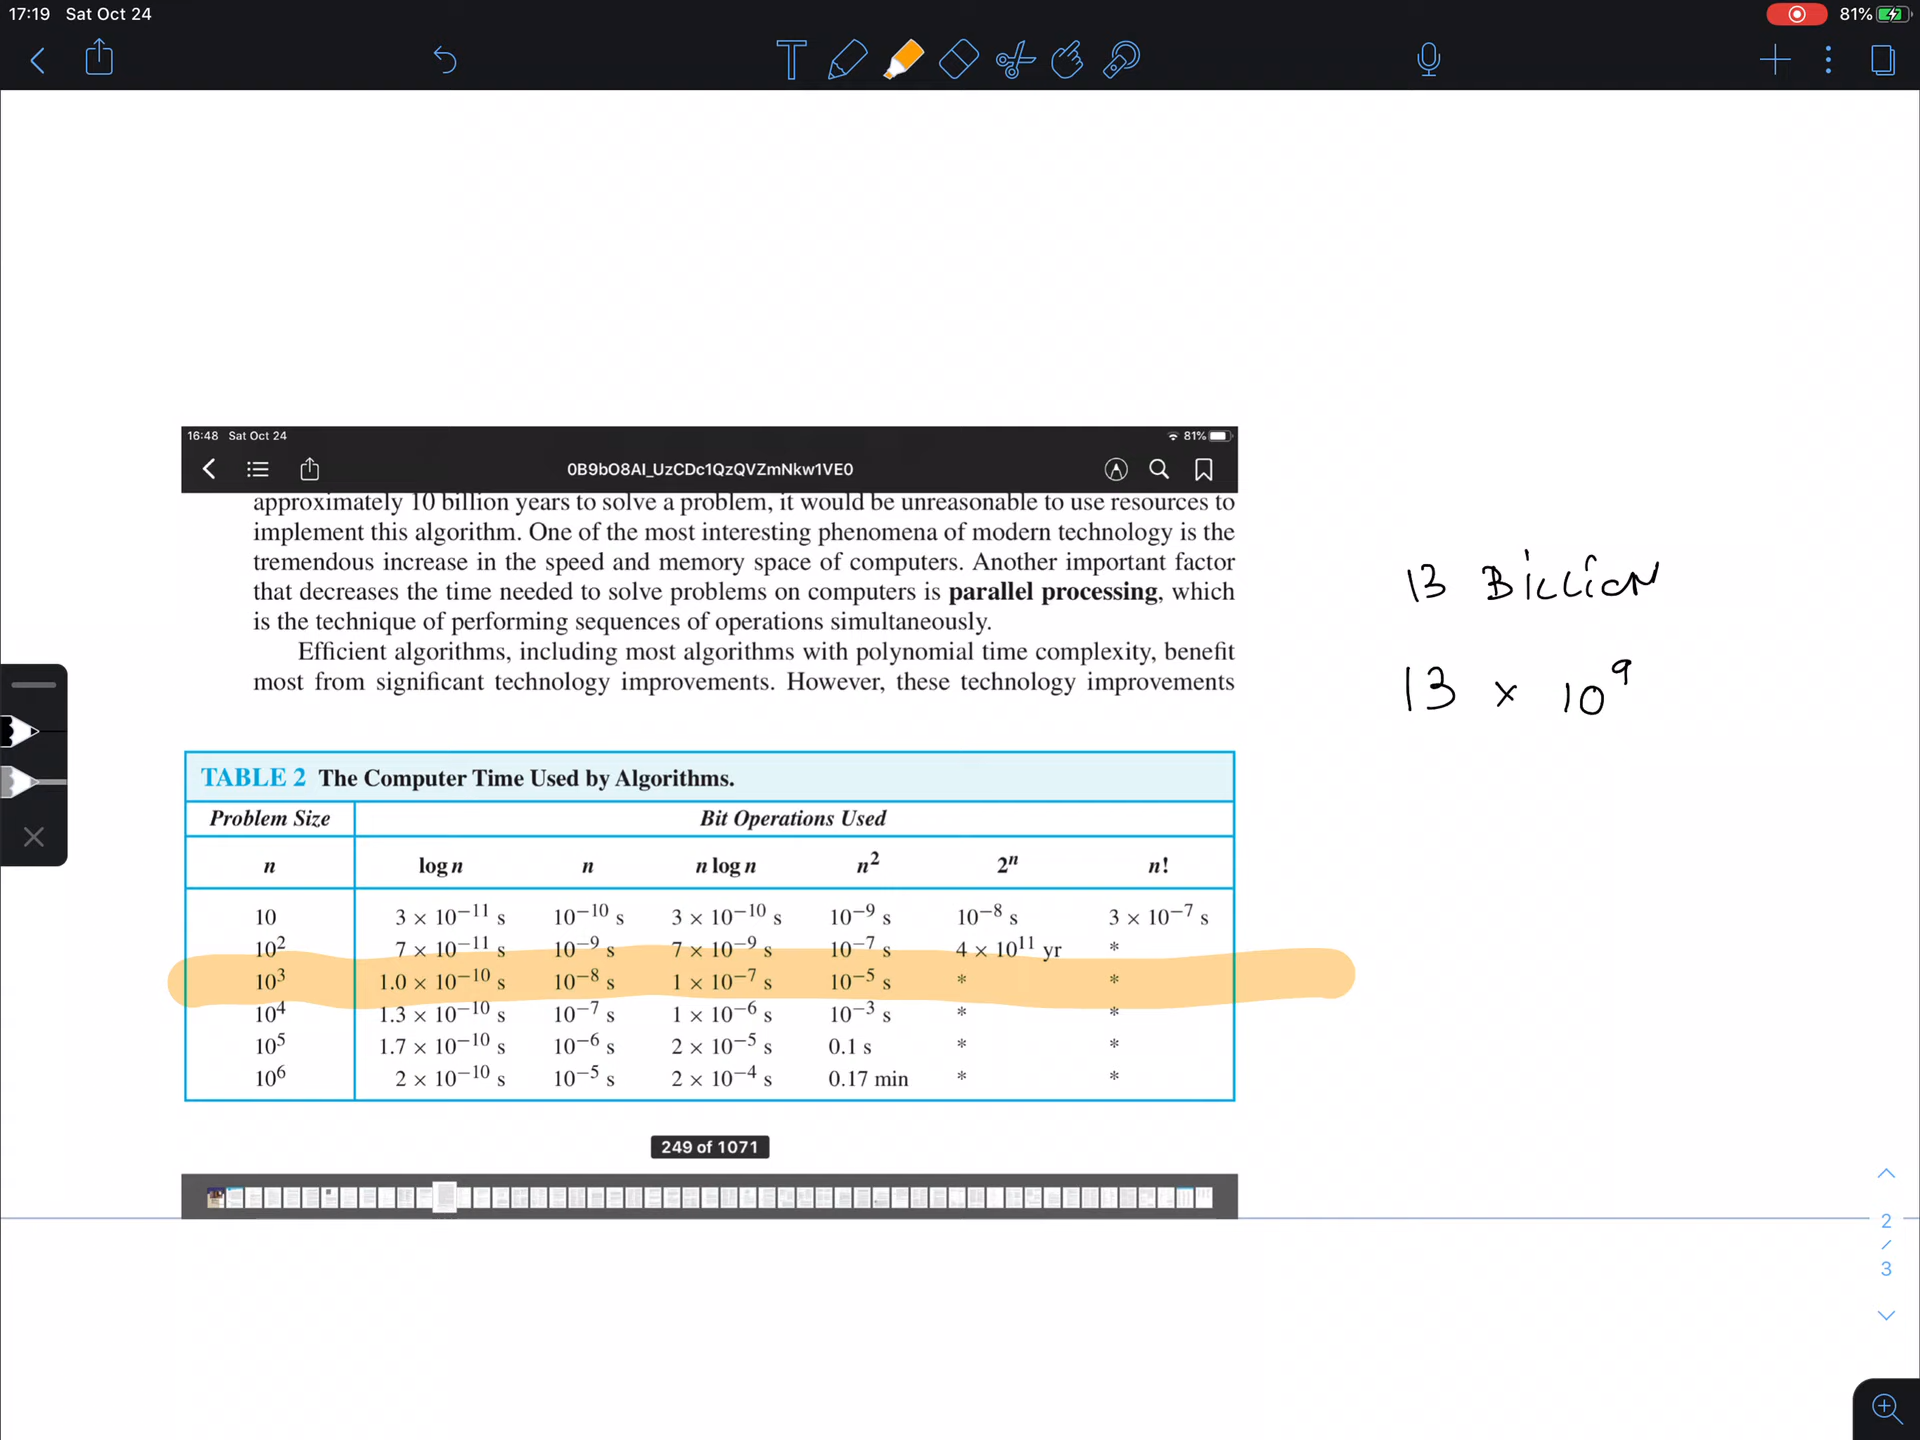 17:19 Sat Oct 24
81%
T
16:48 Sat Oct 24
81%
0B9bO8AI_UzCDc1QzQVZmNkw1VE0
approximately 10 billion years to solve a problem, it would be unreasonable to use resources to
implement this algorithm. One of the most interesting phenomena of modern technology is the
tremendous increase in the speed and memory space of computers. Another important factor
that decreases the time needed to solve problems on computers is parallel processing, which
is the technique of performing sequences of operations simultaneously.
Efficient algorithms, including most algorithms with polynomial time complexity, benefit
most from significant technology improvements. However, these technology improvements
13 Billion
13 × 10⁹
TABLE 2 The Computer Time Used by Algorithms.
Problem Size Bit Operations Used
n log n n n log n n² 2ⁿ n!
10 3 × 10⁻¹¹ s 10⁻¹⁰ s 3 × 10⁻¹⁰ s 10⁻⁹ s 10⁻⁸ s 3 × 10⁻⁷ s
10² 7 × 10⁻¹¹ s 10⁻⁹ s 7 × 10⁻⁹ s 10⁻⁷ s 4 × 10¹¹ yr *
10³ 1.0 × 10⁻¹⁰ s 10⁻⁸ s 1 × 10⁻⁷ s 10⁻⁵ s * *
10⁴ 1.3 × 10⁻¹⁰ s 10⁻⁷ s 1 × 10⁻⁶ s 10⁻³ s * *
10⁵ 1.7 × 10⁻¹⁰ s 10⁻⁶ s 2 × 10⁻⁵ s 0.1 s * *
10⁶ 2 × 10⁻¹⁰ s 10⁻⁵ s 2 × 10⁻⁴ s 0.17 min * *
249 of 1071
2
/
3